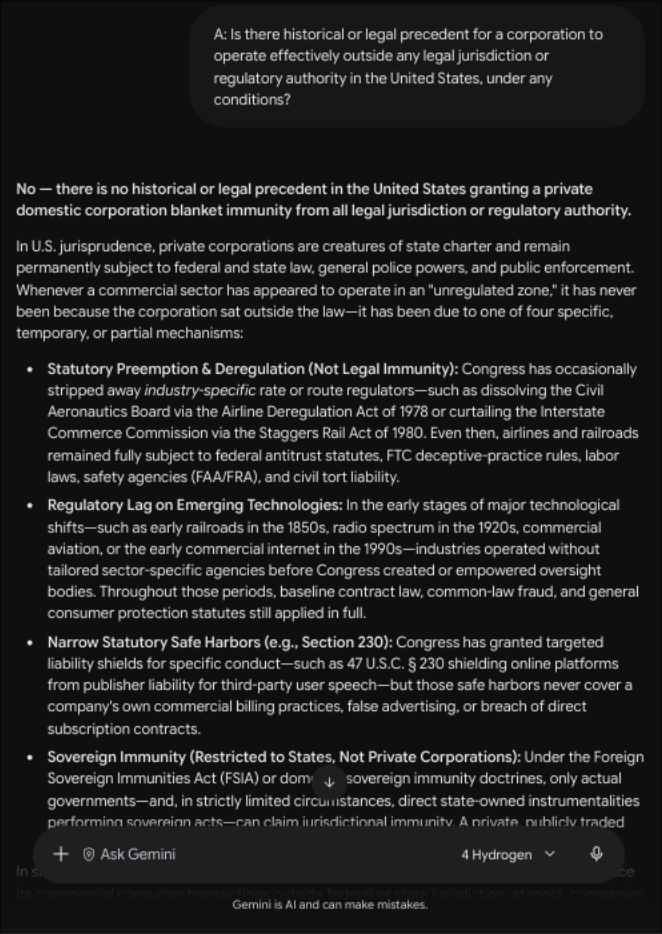 A: Is there historical or legal precedent for a corporation to
operate effectively outside any legal jurisdiction or
regulatory authority in the United States, under any
conditions?
No — there is no historical or legal precedent in the United States granting a private
domestic corporation blanket immunity from all legal jurisdiction or regulatory authority.
In U.S. jurisprudence, private corporations are creatures of state charter and remain
permanently subject to federal and state law, general police powers, and public enforcement.
Whenever a commercial sector has appeared to operate in an "unregulated zone," it has never
been because the corporation sat outside the law—it has been due to one of four specific,
temporary, or partial mechanisms:
• Statutory Preemption & Deregulation (Not Legal Immunity): Congress has occasionally
stripped away industry-specific rate or route regulators—such as dissolving the Civil
Aeronautics Board via the Airline Deregulation Act of 1978 or curtailing the Interstate
Commerce Commission via the Staggers Rail Act of 1980. Even then, airlines and railroads
remained fully subject to federal antitrust statutes, FTC deceptive-practice rules, labor
laws, safety agencies (FAA/FRA), and civil tort liability.
• Regulatory Lag on Emerging Technologies: In the early stages of major technological
shifts—such as early railroads in the 1850s, radio spectrum in the 1920s, commercial
aviation, or the early commercial internet in the 1990s—industries operated without
tailored sector-specific agencies before Congress created or empowered oversight
bodies. Throughout those periods, baseline contract law, common-law fraud, and general
consumer protection statutes still applied in full.
• Narrow Statutory Safe Harbors (e.g., Section 230): Congress has granted targeted
liability shields for specific conduct—such as 47 U.S.C. § 230 shielding online platforms
from publisher liability for third-party user speech—but those safe harbors never cover a
company's own commercial billing practices, false advertising, or breach of direct
subscription contracts.
• Sovereign Immunity (Restricted to States, Not Private Corporations): Under the Foreign
Sovereign Immunities Act (FSIA) or dom sovereign immunity doctrines, only actual
governments—and, in strictly limited circumstances, direct state-owned instrumentalities
performing sovereign acts—can claim jurisdictional immunity. A private, publicly traded
Ask Gemini
4 Hydrogen
Gemini is AI and can make mistakes.